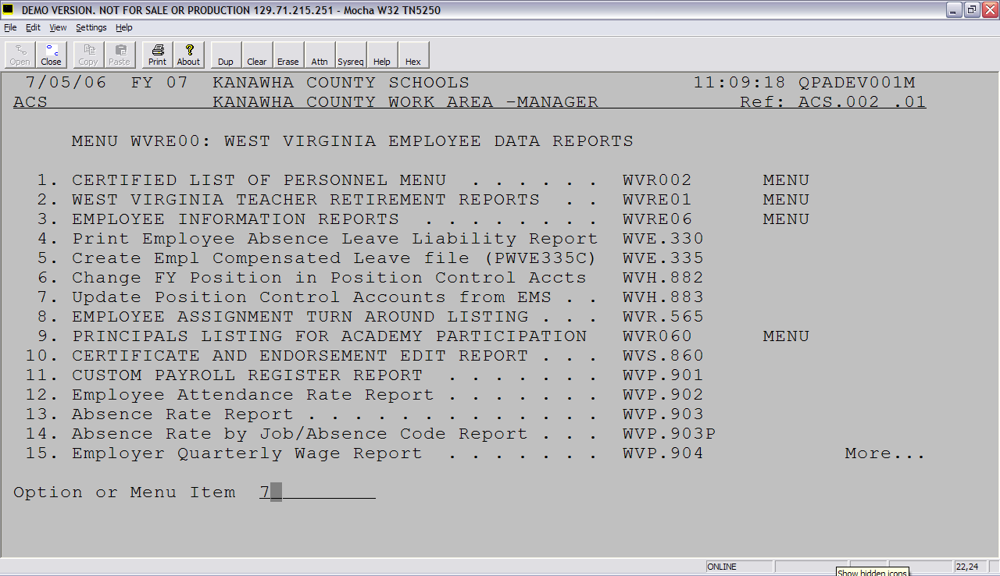 DEMO VERSION. NOT FOR SALE OR PRODUCTION 129.71.215.251 - Mocha W32 TN5250
File Edit View Settings Help
Open Close Copy Paste Print About Dup Clear Erase Attn Sysreq Help Hex
7/05/06 FY 07 KANAWHA COUNTY SCHOOLS 11:09:18 QPADEV001M
ACS KANAWHA COUNTY WORK AREA -MANAGER Ref: ACS.002 .01
MENU WVRE00: WEST VIRGINIA EMPLOYEE DATA REPORTS
1. CERTIFIED LIST OF PERSONNEL MENU . . . . . . WVR002 MENU
2. WEST VIRGINIA TEACHER RETIREMENT REPORTS . . WVRE01 MENU
3. EMPLOYEE INFORMATION REPORTS . . . . . . . . WVRE06 MENU
4. Print Employee Absence Leave Liability Report WVE.330
5. Create Empl Compensated Leave file (PWVE335C) WVE.335
6. Change FY Position in Position Control Accts WVH.882
7. Update Position Control Accounts from EMS . . WVH.883
8. EMPLOYEE ASSIGNMENT TURN AROUND LISTING . . . WVR.565
9. PRINCIPALS LISTING FOR ACADEMY PARTICIPATION WVR060 MENU
10. CERTIFICATE AND ENDORSEMENT EDIT REPORT . . . WVS.860
11. CUSTOM PAYROLL REGISTER REPORT . . . . . . . WVP.901
12. Employee Attendance Rate Report . . . . . . . WVP.902
13. Absence Rate Report . . . . . . . . . . . . . WVP.903
14. Absence Rate by Job/Absence Code Report . . . WVP.903P
15. Employer Quarterly Wage Report . . . . . . . WVP.904 More...
Option or Menu Item 7
ONLINE 22,24
Show hidden icons